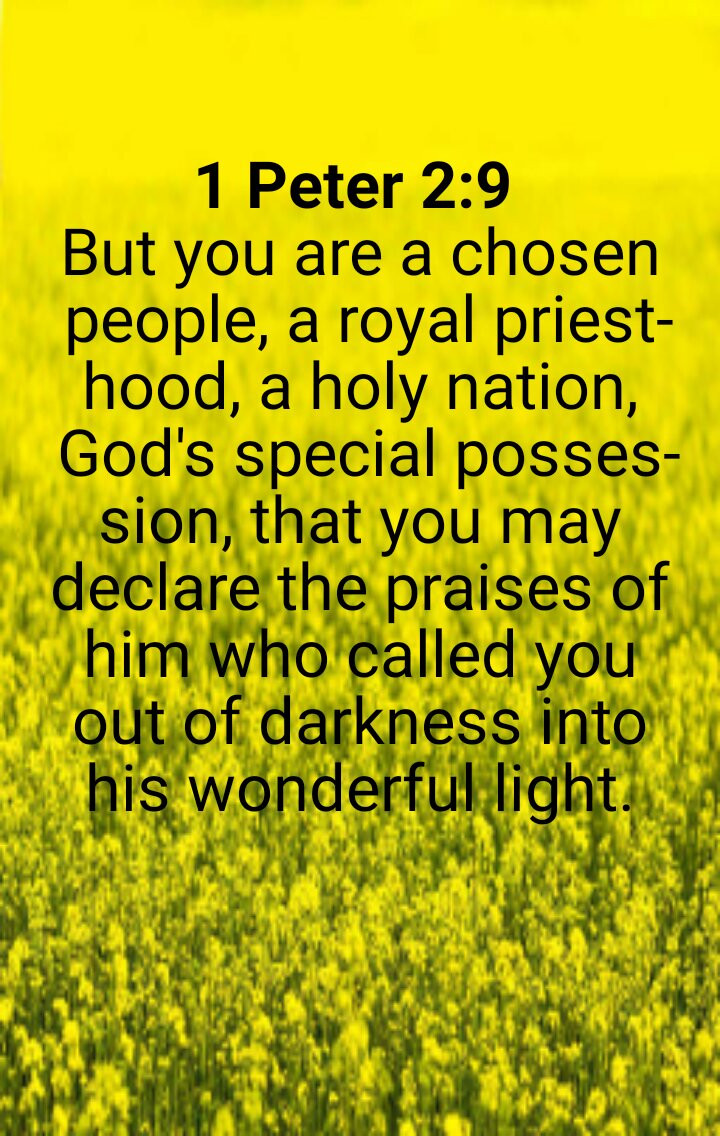 1 Peter 2:9
But you are a chosen
people, a royal priest-
hood, a holy nation,
God's special posses-
sion, that you may
declare the praises of
him who called you
out of darkness into
his wonderful light.